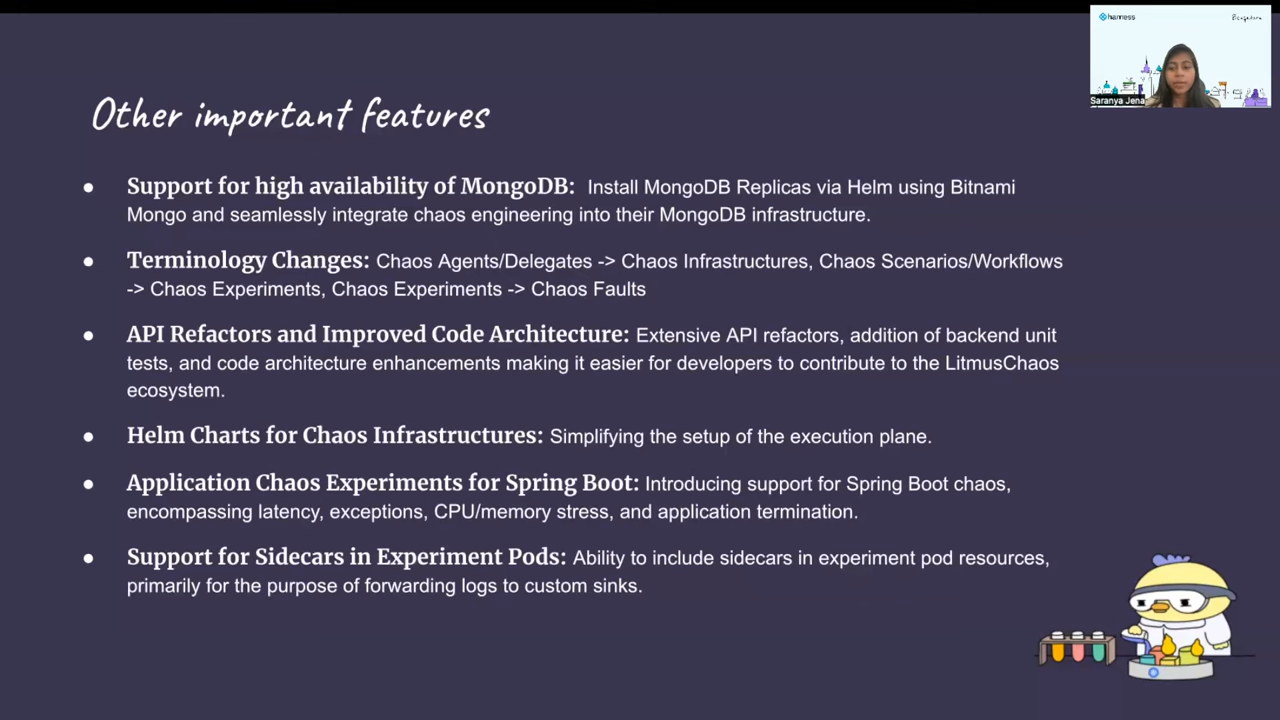 harness
Bengaluru
Saranya Jena
Other important features
● Support for high availability of MongoDB: Install MongoDB Replicas via Helm using Bitnami
Mongo and seamlessly integrate chaos engineering into their MongoDB infrastructure.
● Terminology Changes: Chaos Agents/Delegates -> Chaos Infrastructures, Chaos Scenarios/Workflows
-> Chaos Experiments, Chaos Experiments -> Chaos Faults
● API Refactors and Improved Code Architecture: Extensive API refactors, addition of backend unit
tests, and code architecture enhancements making it easier for developers to contribute to the LitmusChaos
ecosystem.
● Helm Charts for Chaos Infrastructures: Simplifying the setup of the execution plane.
● Application Chaos Experiments for Spring Boot: Introducing support for Spring Boot chaos,
encompassing latency, exceptions, CPU/memory stress, and application termination.
● Support for Sidecars in Experiment Pods: Ability to include sidecars in experiment pod resources,
primarily for the purpose of forwarding logs to custom sinks.